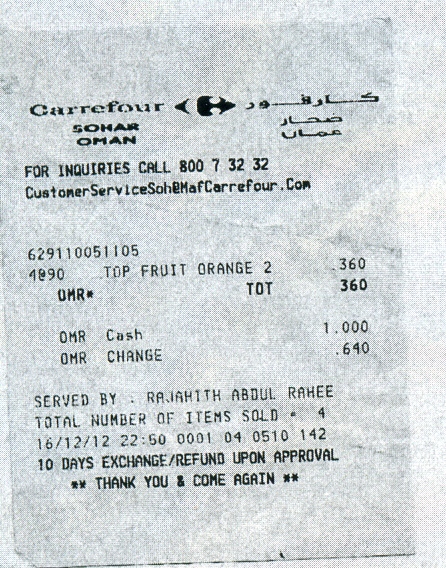 Carrefour كارفور
SOHAR صحار
OMAN عمان
FOR INQUIRIES CALL 800 7 32 32
CustomerServiceSoh@MafCarrefour.Com
629110051105
4@90 TOP FRUIT ORANGE 2 .360
OMR* TOT 360
OMR Cash 1.000
OMR CHANGE .640
SERVED BY : RAJAHITH ABDUL RAHEE
TOTAL NUMBER OF ITEMS SOLD = 4
16/12/12 22:50 0001 04 0510 142
10 DAYS EXCHANGE/REFUND UPON APPROVAL
** THANK YOU & COME AGAIN **